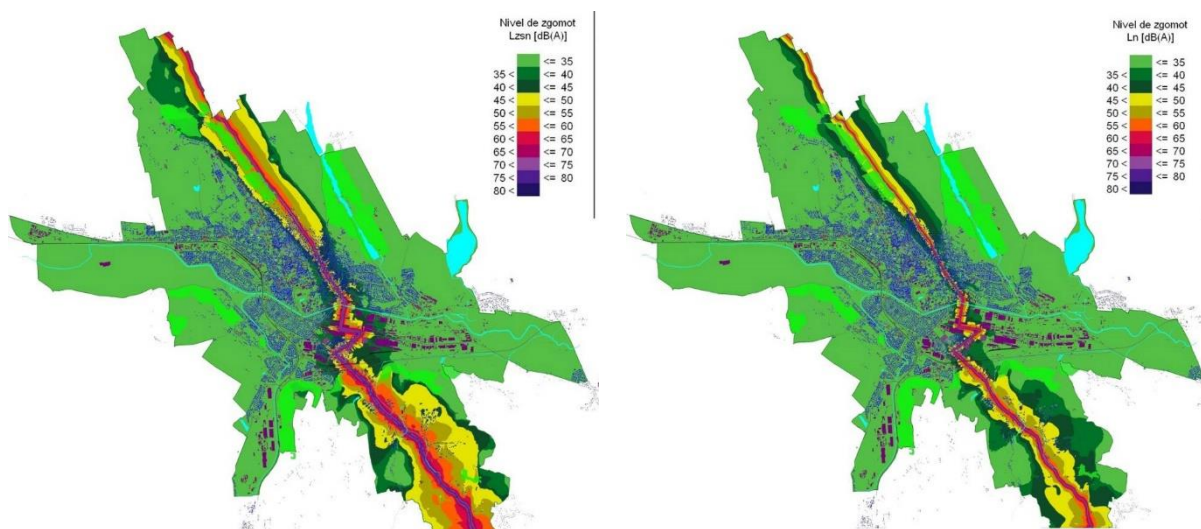 Nivel de zgomot
Lzsn [dB(A)]
<= 35
35 < <= 40
40 < <= 45
45 < <= 50
50 < <= 55
55 < <= 60
60 < <= 65
65 < <= 70
70 < <= 75
75 < <= 80
80 <
Nivel de zgomot
Ln [dB(A)]
<= 35
35 < <= 40
40 < <= 45
45 < <= 50
50 < <= 55
55 < <= 60
60 < <= 65
65 < <= 70
70 < <= 75
75 < <= 80
80 <